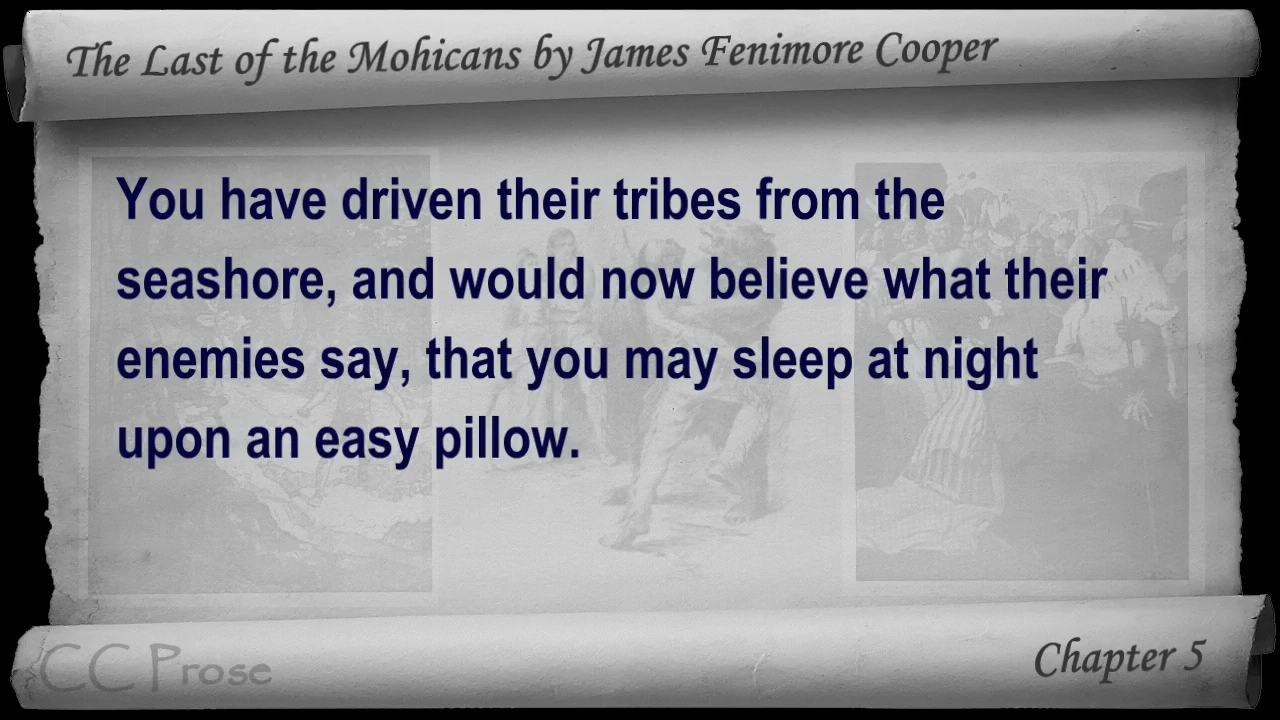 The Last of the Mohicans by James Fenimore Cooper
You have driven their tribes from the
seashore, and would now believe what their
enemies say, that you may sleep at night
upon an easy pillow.
CC Prose
Chapter 5